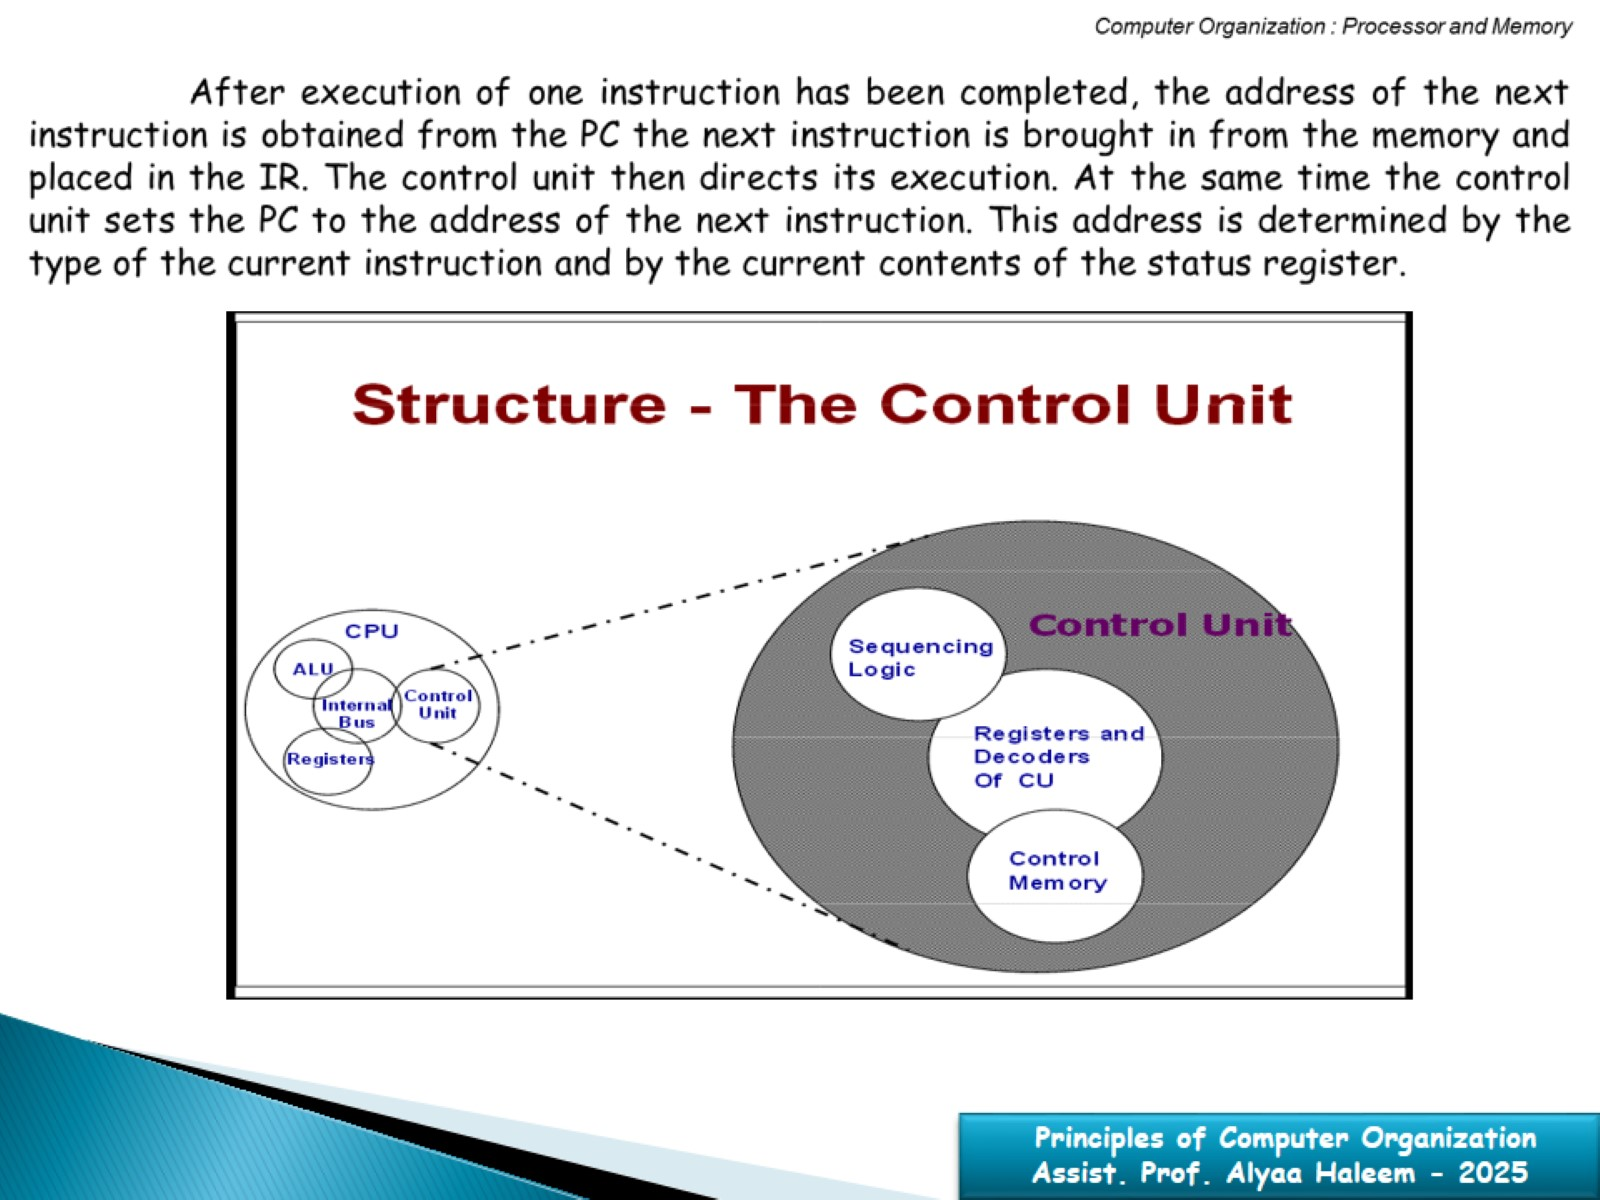 Computer Organization : Processor and Memory
After execution of one instruction has been completed, the address of the next
instruction is obtained from the PC the next instruction is brought in from the memory and
placed in the IR. The control unit then directs its execution. At the same time the control
unit sets the PC to the address of the next instruction. This address is determined by the
type of the current instruction and by the current contents of the status register.
Structure - The Control Unit
CPU
ALU
Internal
Bus
Control
Unit
Registers
Control Unit
Sequencing
Logic
Registers and
Decoders
Of CU
Control
Memory
Principles of Computer Organization
Assist. Prof. Alyaa Haleem - 2025